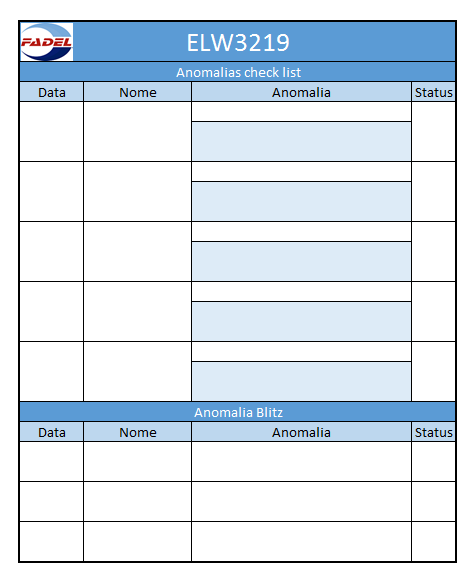 FADEL
ELW3219
Anomalias check list
Data Nome Anomalia Status
Anomalia Blitz
Data Nome Anomalia Status